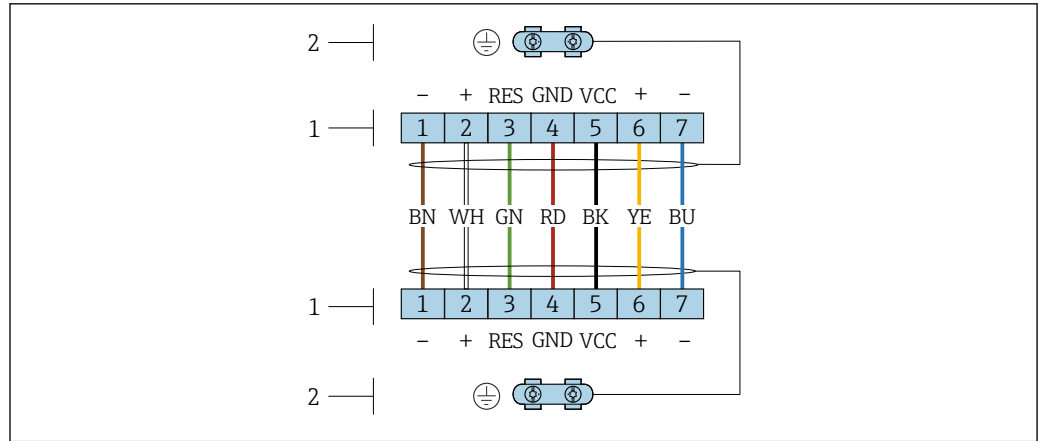 2
− + RES GND VCC + −
1 1 2 3 4 5 6 7
BN WH GN RD BK YE BU
1 1 2 3 4 5 6 7
− + RES GND VCC + −
2